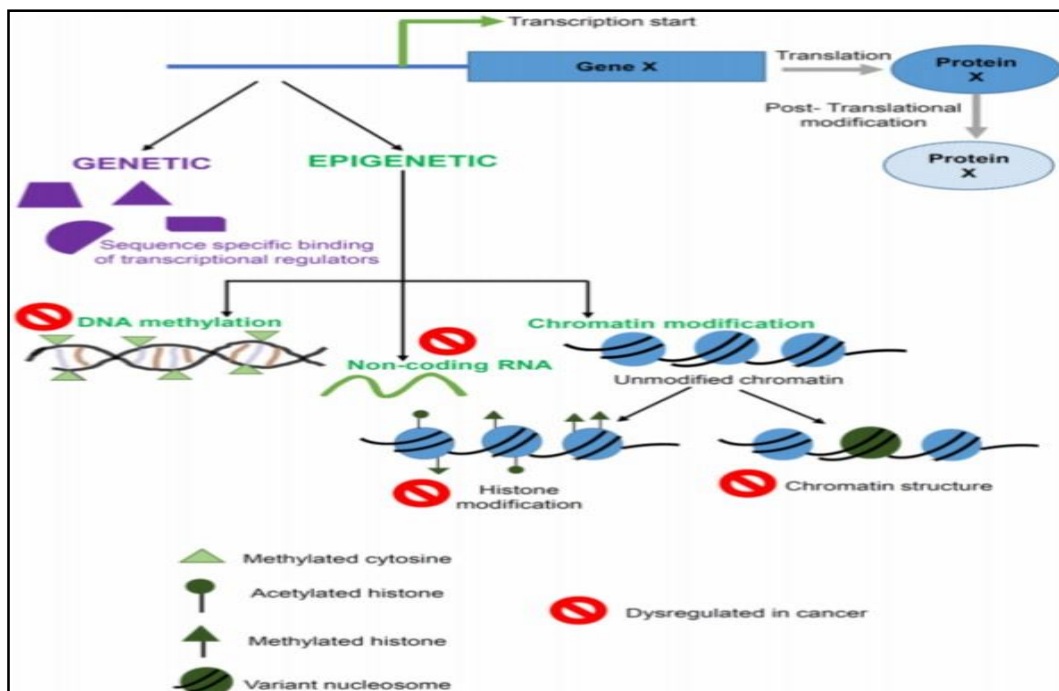 Transcription start
Gene X
Translation
Protein
X
Post- Translational
modification
Protein
X
GENETIC
EPIGENETIC
Sequence specific binding
of transcriptional regulators
DNA methylation
Non-coding RNA
Chromatin modification
Unmodified chromatin
Histone
modification
Chromatin structure
Methylated cytosine
Acetylated histone
Methylated histone
Variant nucleosome
Dysregulated in cancer